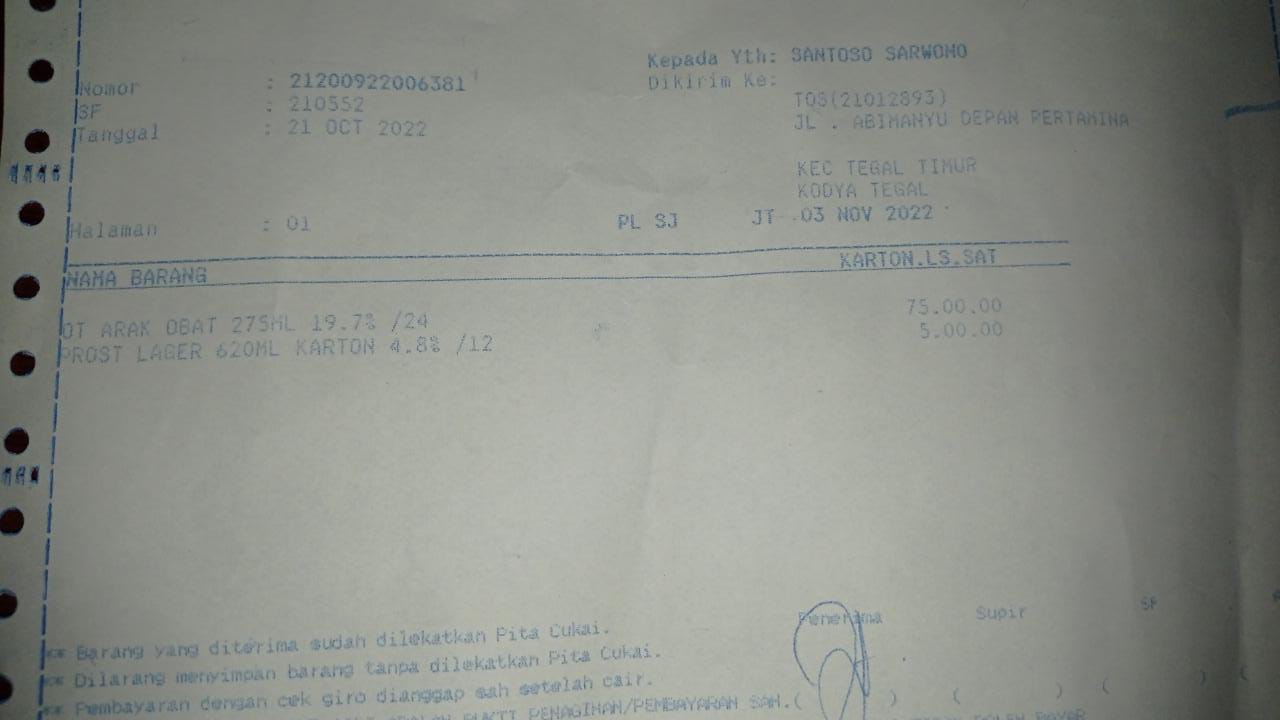 Kepada Yth: SANTOSO SARWONO
Nomor : 21200922006381
Dikirim Ke:
SF : 210552
TOS(21012893)
Tanggal : 21 OCT 2022
JL . ABIMANYU DEPAN PERTAMINA
KEC TEGAL TIMUR
KODYA TEGAL
Halaman : 01 PL SJ JT 03 NOV 2022
NAMA BARANG KARTON.LS.SAT
OT ARAK OBAT 275ML 19.7% /24 75.00.00
PROST LAGER 620ML KARTON 4.8% /12 5.00.00
Penerima Supir SF
** Barang yang diterima sudah dilekatkan Pita Cukai.
** Dilarang menyimpan barang tanpa dilekatkan Pita Cukai.
** Pembayaran dengan cek giro dianggap sah setelah cair.
BUKTI PENAGIHAN/PEMBAYARAN SAH.( ) ( ) ( ) (